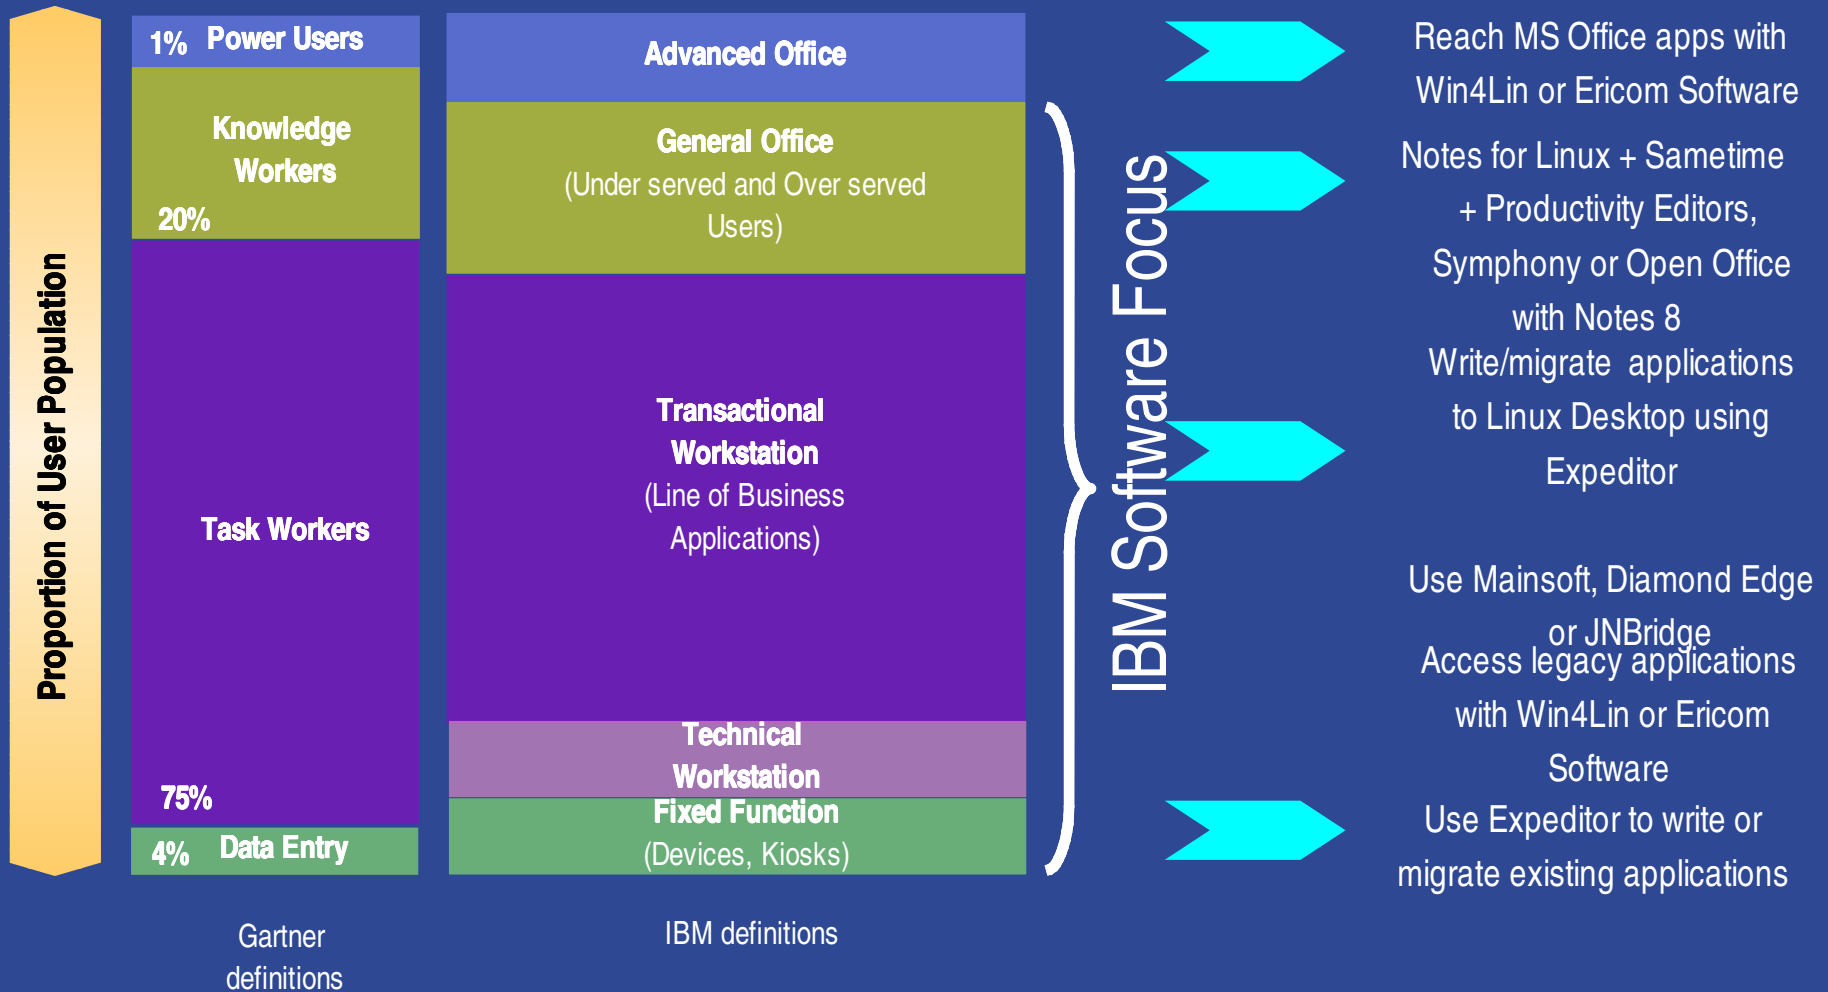 Proportion of User Population
1%
Power Users
Knowledge
Workers
20%
Task Workers
75%
4%
Data Entry
Gartner
definitions
Advanced Office
General Office
(Under served and Over served
Users)
Transactional
Workstation
(Line of Business
Applications)
Technical
Workstation
Fixed Function
(Devices, Kiosks)
IBM definitions
IBM Software Focus
Reach MS Office apps with
Win4Lin or Ericom Software
Notes for Linux + Sametime
+ Productivity Editors,
Symphony or Open Office
with Notes 8
Write/migrate applications
to Linux Desktop using
Expeditor
Use Mainsoft, Diamond Edge
or JNBridge
Access legacy applications
with Win4Lin or Ericom
Software
Use Expeditor to write or
migrate existing applications